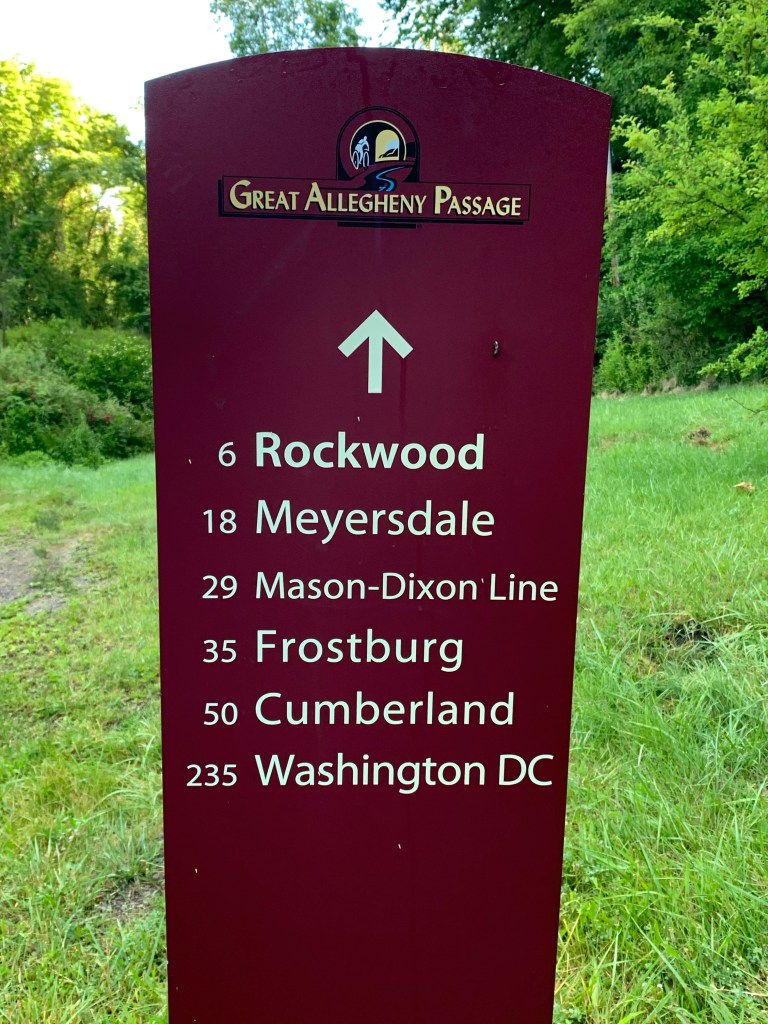 GREAT ALLEGHENY PASSAGE
6 Rockwood
18 Meyersdale
29 Mason-Dixon Line
35 Frostburg
50 Cumberland
235 Washington DC